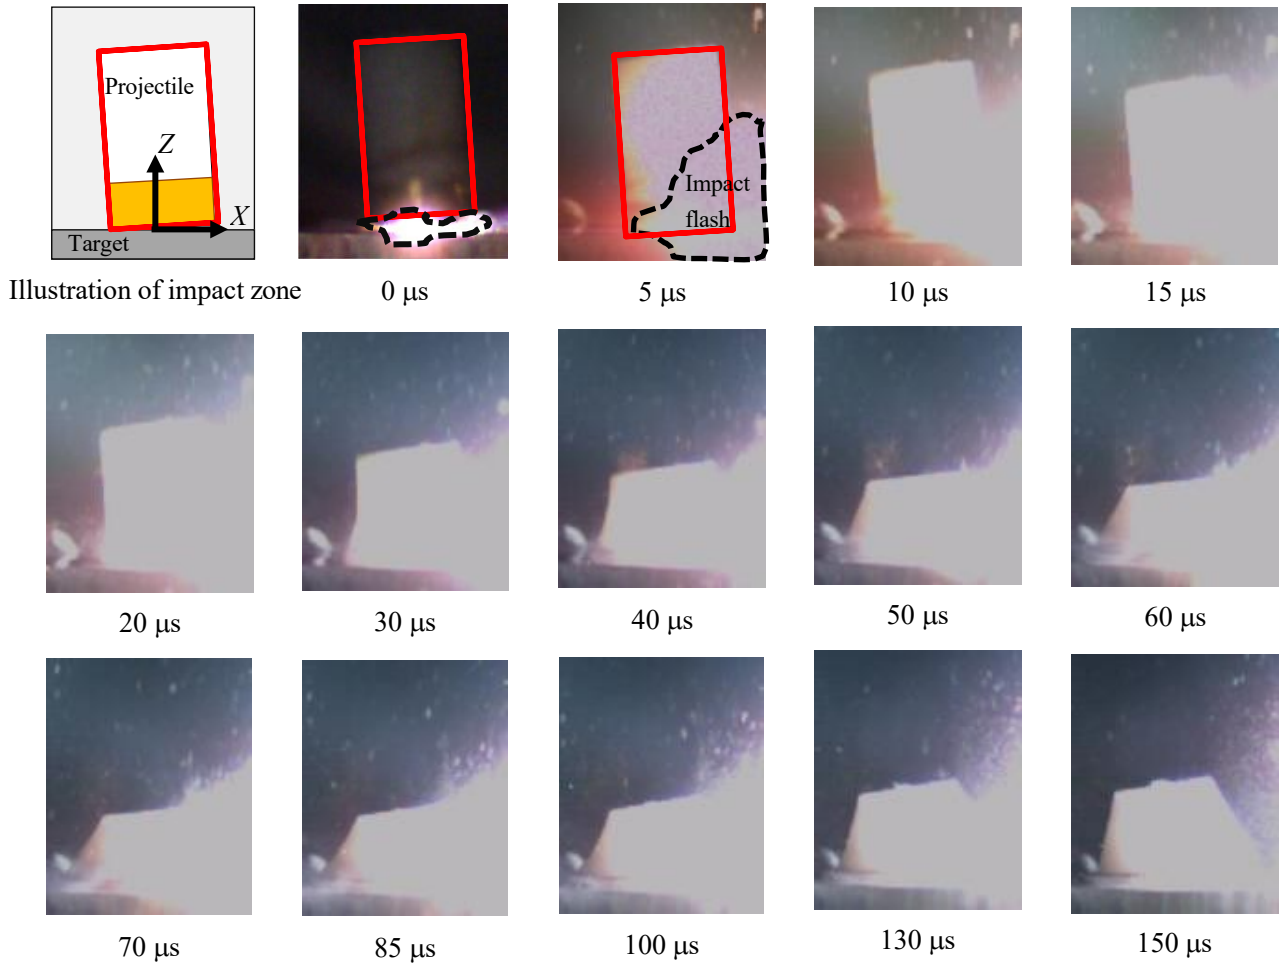 Projectile
Z
X
Target
Impact
flash
Illustration of impact zone
0 μs
5 μs
10 μs
15 μs
20 μs
30 μs
40 μs
50 μs
60 μs
70 μs
85 μs
100 μs
130 μs
150 μs